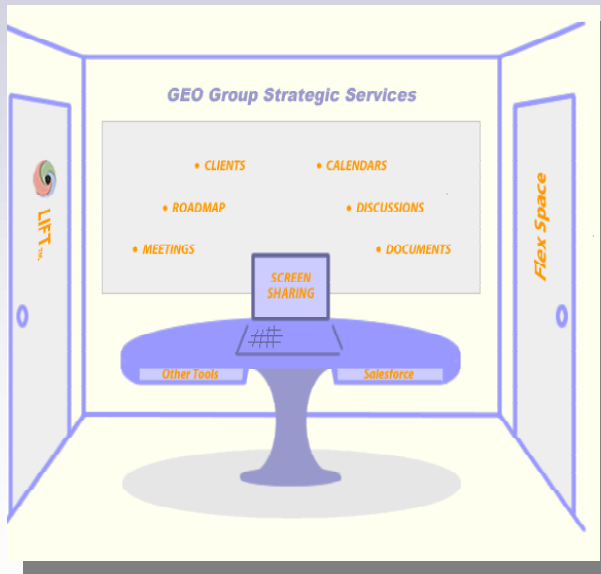 GEO Group Strategic Services
• CLIENTS
• CALENDARS
• ROADMAP
• DISCUSSIONS
• MEETINGS
• DOCUMENTS
SCREEN
SHARING
Other Tools
Salesforce
LIFT
Flex Space